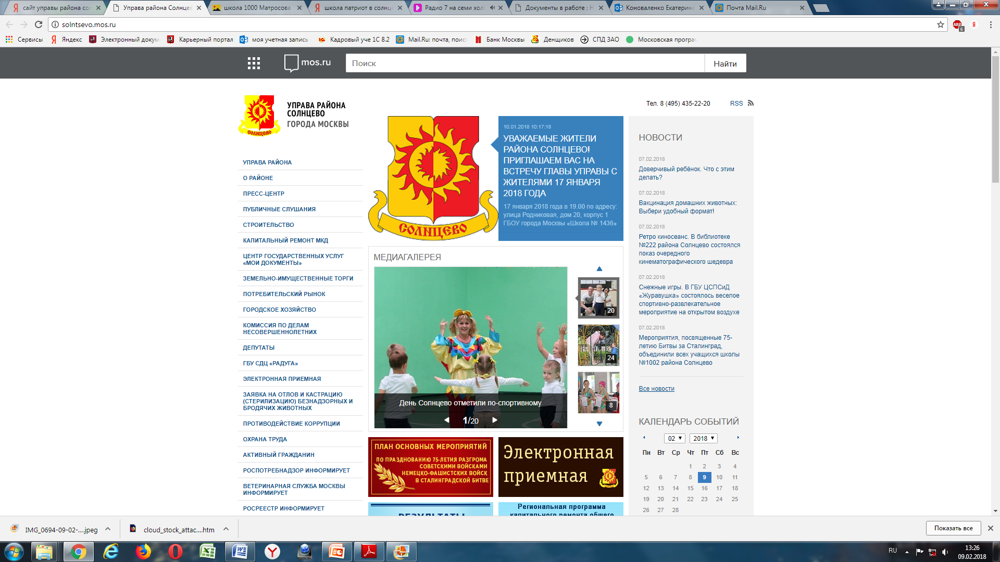 сайт управы района сол
Управа района Солнцев
школа 1000 Матросова
школа патриот в солнце
Радио 7 на семи хол
Документы в работе : Н
Коноваленко Екатерина
Почта Mail.Ru
solntsevo.mos.ru
Сервисы
Яндекс
Электронный докум
Карьерный портал
моя учетная запись
Кадровый уче 1С 8.2
Mail.Ru: почта, поис
Банк Москвы
Денщиков
СПД ЗАО
Московская програ
mos.ru
Поиск
Найти
УПРАВА РАЙОНА
СОЛНЦЕВО
ГОРОДА МОСКВЫ
Тел. 8 (495) 435-22-20
RSS
УПРАВА РАЙОНА
О РАЙОНЕ
ПРЕСС-ЦЕНТР
ПУБЛИЧНЫЕ СЛУШАНИЯ
СТРОИТЕЛЬСТВО
КАПИТАЛЬНЫЙ РЕМОНТ МКД
ЦЕНТР ГОСУДАРСТВЕННЫХ УСЛУГ
«МОИ ДОКУМЕНТЫ»
ЗЕМЕЛЬНО-ИМУЩЕСТВЕННЫЕ ТОРГИ
ПОТРЕБИТЕЛЬСКИЙ РЫНОК
ГОРОДСКОЕ ХОЗЯЙСТВО
КОМИССИЯ ПО ДЕЛАМ
НЕСОВЕРШЕННОЛЕТНИХ
ДЕПУТАТЫ
ГБУ СДЦ «РАДУГА»
ЭЛЕКТРОННАЯ ПРИЕМНАЯ
ЗАЯВКА НА ОТЛОВ И КАСТРАЦИЮ
(СТЕРИЛИЗАЦИЮ) БЕЗНАДЗОРНЫХ И
БРОДЯЧИХ ЖИВОТНЫХ
ПРОТИВОДЕЙСТВИЕ КОРРУПЦИИ
ОХРАНА ТРУДА
АКТИВНЫЙ ГРАЖДАНИН
РОСПОТРЕБНАДЗОР ИНФОРМИРУЕТ
ВЕТЕРИНАРНАЯ СЛУЖБА МОСКВЫ
ИНФОРМИРУЕТ
РОСРЕЕСТР ИНФОРМИРУЕТ
СОЛНЦЕВО
СОЛНЦЕВО
10.01.2018 10:17:18
УВАЖАЕМЫЕ ЖИТЕЛИ
РАЙОНА СОЛНЦЕВО!
ПРИГЛАШАЕМ ВАС НА
ВСТРЕЧУ ГЛАВЫ УПРАВЫ С
ЖИТЕЛЯМИ 17 ЯНВАРЯ
2018 ГОДА
17 января 2018 года в 19.00 по адресу:
улица Родниковая, дом 20, корпус 1
ГБОУ города Москвы «Школа № 1436»
МЕДИАГАЛЕРЕЯ
20
24
8
День Солнцево отметили по-спортивному
1/20
ПЛАН ОСНОВНЫХ МЕРОПРИЯТИЙ
ПО ПРАЗДНОВАНИЮ 75-ЛЕТИЯ РАЗГРОМА
СОВЕТСКИМИ ВОЙСКАМИ
НЕМЕЦКО-ФАШИСТСКИХ ВОЙСК
В СТАЛИНГРАДСКОЙ БИТВЕ
Электронная
приемная
РЕЗУЛЬТАТЫ
Региональная программа
капитального ремонта общего
НОВОСТИ
07.02.2018
Доверчивый ребёнок. Что с этим
делать?
07.02.2018
Вакцинация домашних животных:
Выбери удобный формат!
07.02.2018
Ретро киносеанс. В библиотеке
№222 района Солнцево состоялся
показ очередного
кинематографического шедевра
07.02.2018
Снежные игры. В ГБУ ЦСПСиД
«Журавушка» состоялось веселое
спортивно-развлекательное
мероприятие на открытом воздухе
07.02.2018
Мероприятия, посвященные 75-
летию Битвы за Сталинград,
объединили всех учащихся школы
№1002 района Солнцево
Все новости
КАЛЕНДАРЬ СОБЫТИЙ
02 2018
Пн Вт Ср Чт Пт Сб Вс
1 2 3 4
5 6 7 8 9 10 11
12 13 14 15 16 17 18
19 20 21 22 23 24 25
26 27 28
IMG_0694-09-02-....jpeg
cloud_stock_attac....htm
Показать все
RU
13:26
09.02.2018